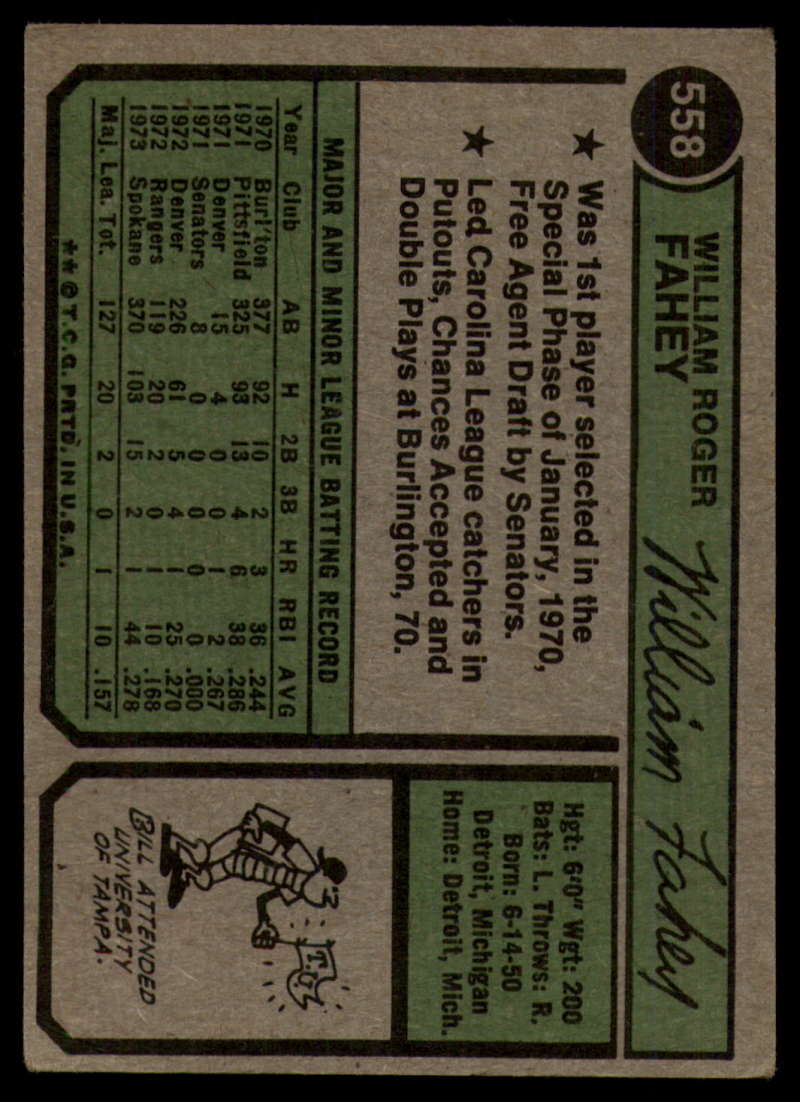 558
WILLIAM ROGER
FAHEY
William Fahey
★ Was 1st player selected in the
Special Phase of January, 1970,
Free Agent Draft by Senators.
★ Led Carolina League catchers in
Putouts, Chances Accepted and
Double Plays at Burlington, 70.
MAJOR AND MINOR LEAGUE BATTING RECORD
Year Club AB H 2B 3B HR RBI AVG
1970 Burl'ton 377 92 10 2 3 36 .244
1971 Pittsfield 325 93 13 4 6 38 .286
1971 Denver 15 4 0 0 1 2 .267
1971 Senators 8 0 0 0 0 0 .000
1972 Denver 226 61 5 4 1 25 .270
1972 Rangers 119 20 2 0 1 10 .168
1973 Spokane 370 103 15 2 1 44 .278
Maj. Lea. Tot. 127 20 2 0 1 10 .157
**©T.C.G. PRTD. IN U.S.A.
Hgt: 6'0" Wgt: 200
Bats: L. Throws: R.
Born: 6-14-50
Detroit, Michigan
Home: Detroit, Mich.
T.U.
BILL ATTENDED
UNIVERSITY
OF TAMPA.